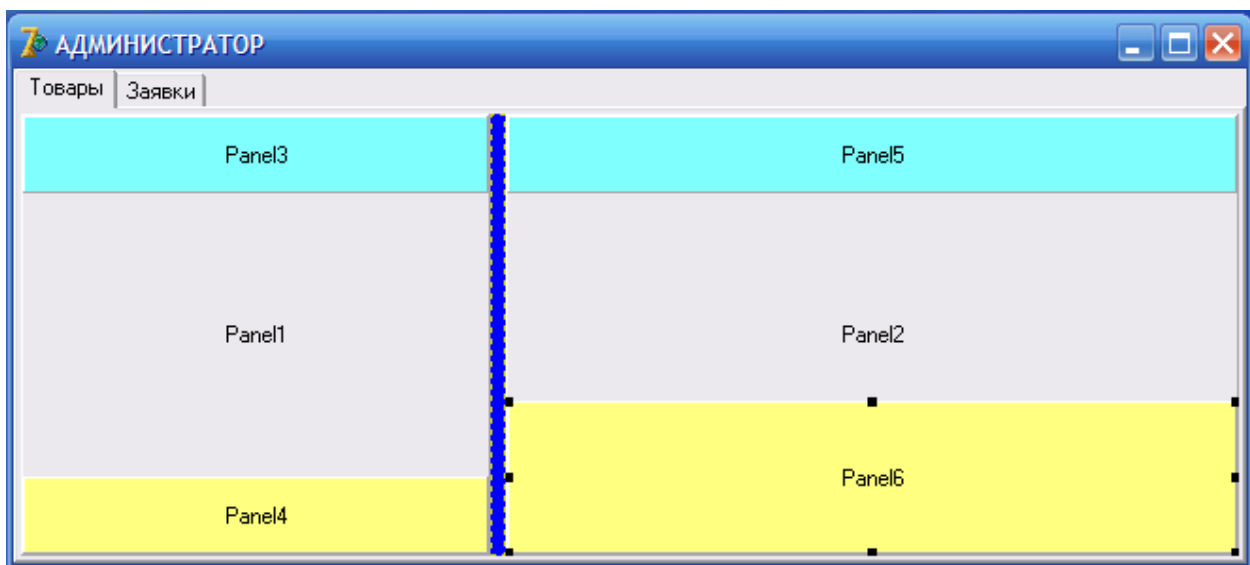 АДМИНИСТРАТОР
Товары Заявки
Panel3 Panel5
Panel1 Panel2
Panel6
Panel4